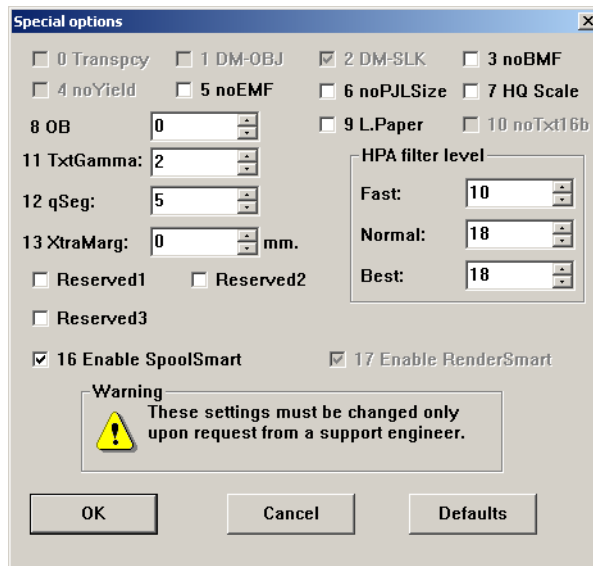 Special options
0 Transpcy 1 DM-OBJ 2 DM-SLK 3 noBMF
4 noYield 5 noEMF 6 noPJLSize 7 HQ Scale
8 OB 0 9 L.Paper 10 noTxt16b
11 TxtGamma: 2
HPA filter level
12 qSeg: 5
Fast: 10
13 XtraMarg: 0 mm.
Normal: 18
Reserved1 Reserved2
Best: 18
Reserved3
16 Enable SpoolSmart 17 Enable RenderSmart
Warning
These settings must be changed only
upon request from a support engineer.
OK Cancel Defaults